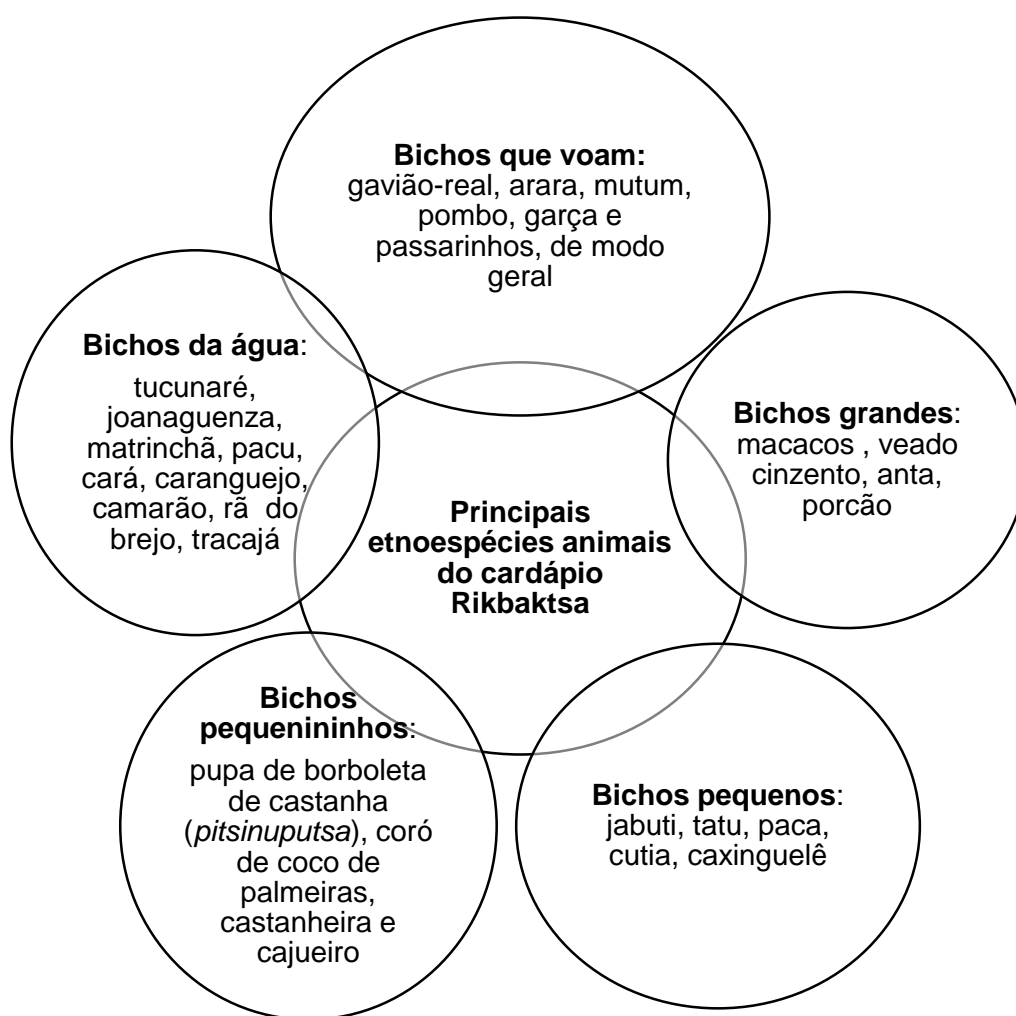 Bichos que voam:
gavião-real, arara, mutum,
pombo, garça e
passarinhos, de modo
geral
Bichos da água:
tucunaré,
joanaguenza,
matrinchã, pacu,
cará, caranguejo,
camarão, rã do
brejo, tracajá
Bichos grandes:
macacos , veado
cinzento, anta,
porcão
Principais
etnoespécies animais
do cardápio
Rikbaktsa
Bichos
pequenininhos:
pupa de borboleta
de castanha
(pitsinuputsa), coró
de coco de
palmeiras,
castanheira e
cajueiro
Bichos pequenos:
jabuti, tatu, paca,
cutia, caxinguelê